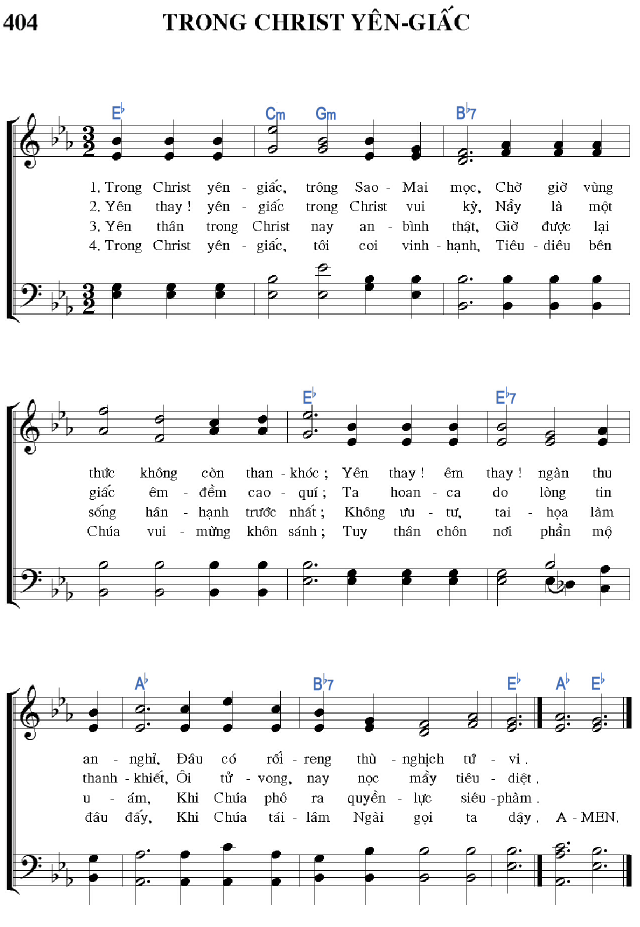 404 TRONG CHRIST YÊN-GIẤC
E♭ Cm Gm B♭7
1. Trong Christ yên - giấc, trông Sao - Mai mọc, Chờ giờ vùng
2. Yên thay! yên - giấc trong Christ vui kỳ, Nầy là một
3. Yên thân trong Christ nay an - bình thật, Giờ được lại
4. Trong Christ yên - giấc, tôi coi vinh - hạnh, Tiêu - diêu bên
E♭ E♭7
thức không còn than - khóc; Yên thay! êm thay! ngàn thu
giấc êm - đềm cao - quí; Ta hoan - ca do lòng tin
sống hân - hạnh trước nhất; Không ưu - tư, tai - họa làm
Chúa vui - mừng khôn sánh; Tuy thân chôn nơi phần mộ
A♭ B♭7 E♭ A♭ E♭
an - nghỉ, Đâu có rối - reng thù - nghịch tứ - vi.
thanh - khiết, Ôi tử - vong, nay nọc mầy tiêu - diệt.
u - ám, Khi Chúa phô ra quyền - lực siêu - phàm.
đâu đấy, Khi Chúa tái - lâm Ngài gọi ta dậy. A - MEN.